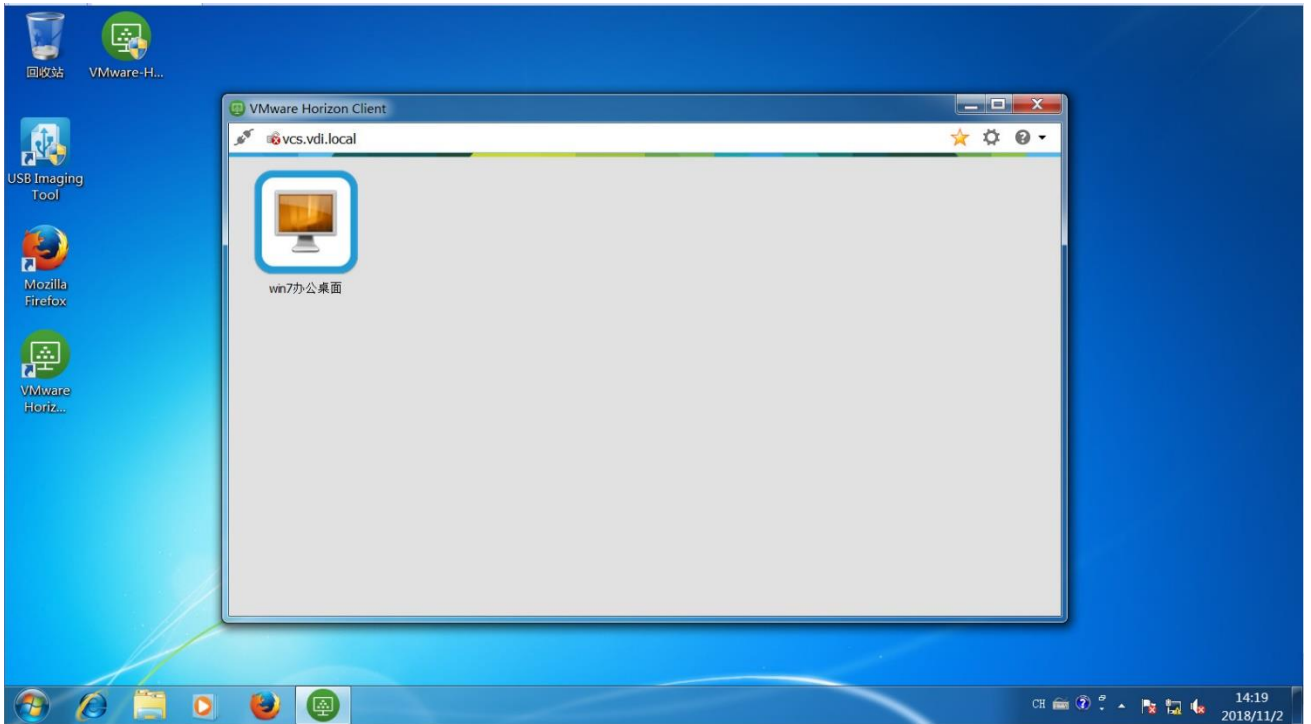 回收站
VMware-H...
USB Imaging
Tool
Mozilla
Firefox
VMware
Horiz...
VMware Horizon Client
vcs.vdi.local
win7办公桌面
CH
14:19
2018/11/2